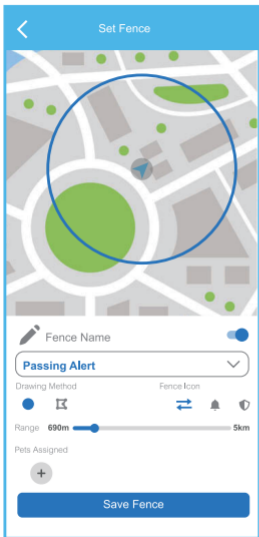 Set Fence
Fence Name
Passing Alert
Drawing Method Fence Icon
Range 690m 5km
Pets Assigned
Save Fence